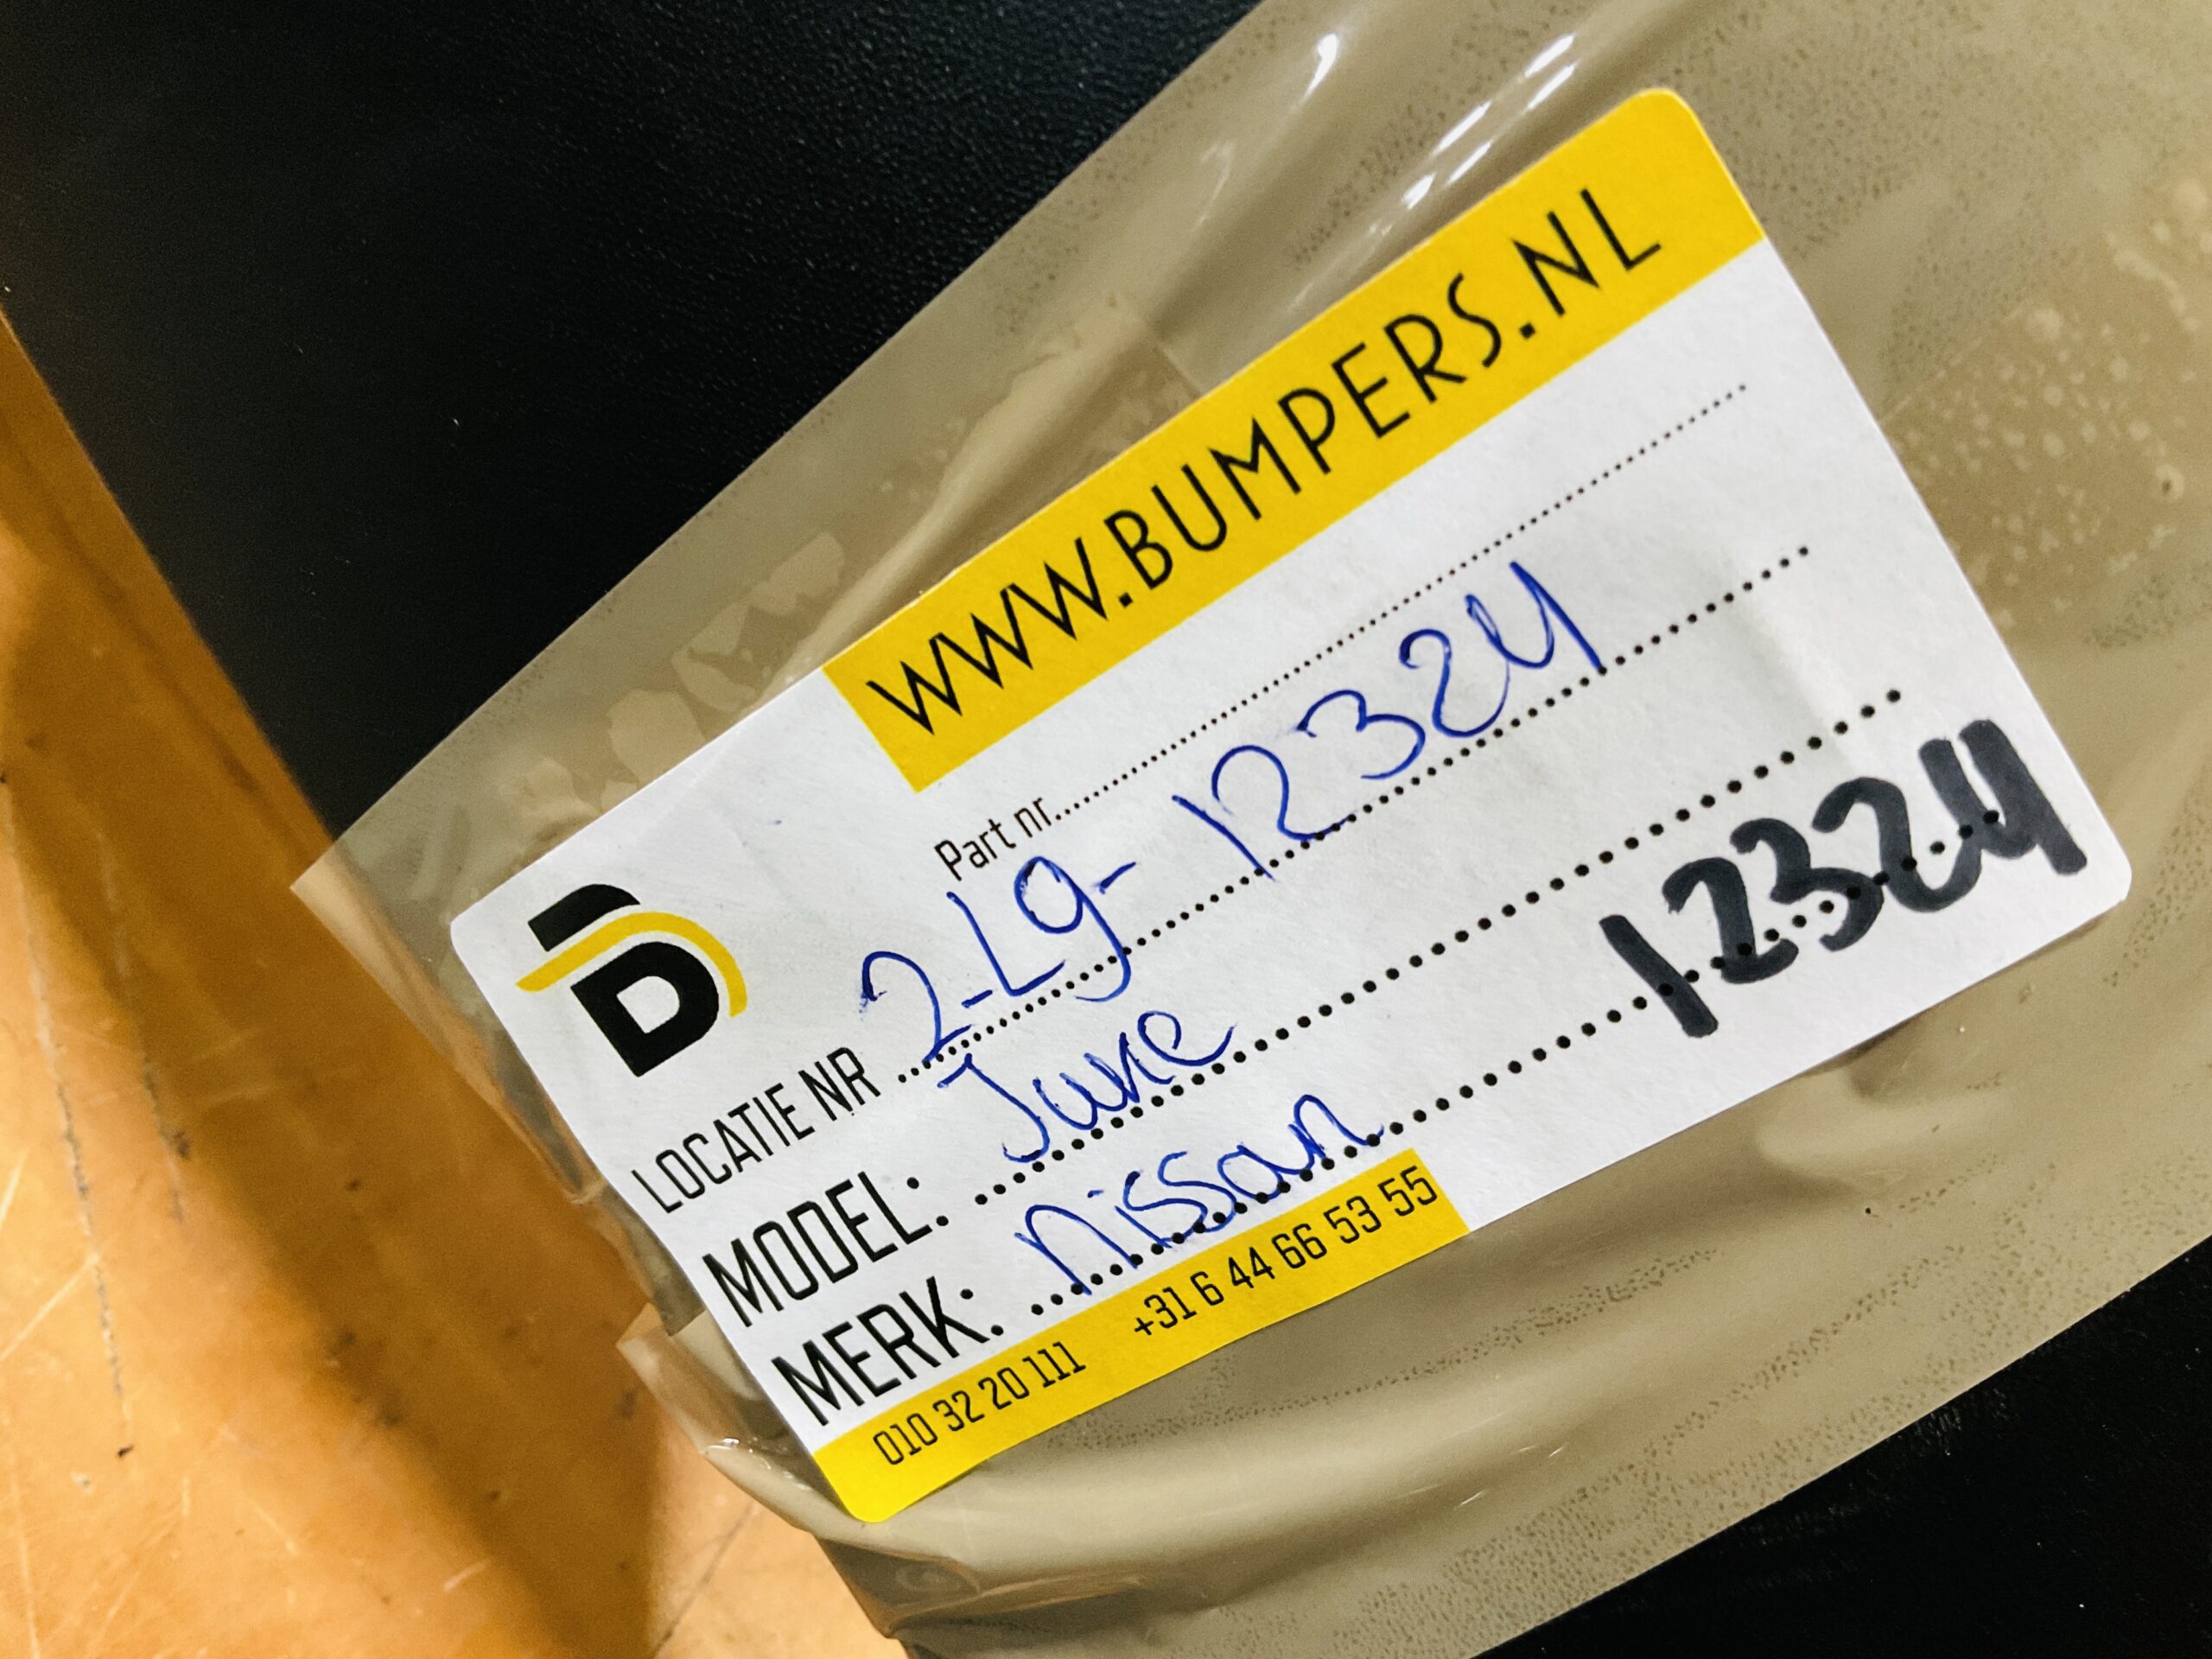 WWW.BUMPERS.NL
Part nr.
LOCATIE NR 2-L9-12324
MODEL: Juke
MERK: nissan 12324
010 32 20 111 +31 6 44 66 53 55